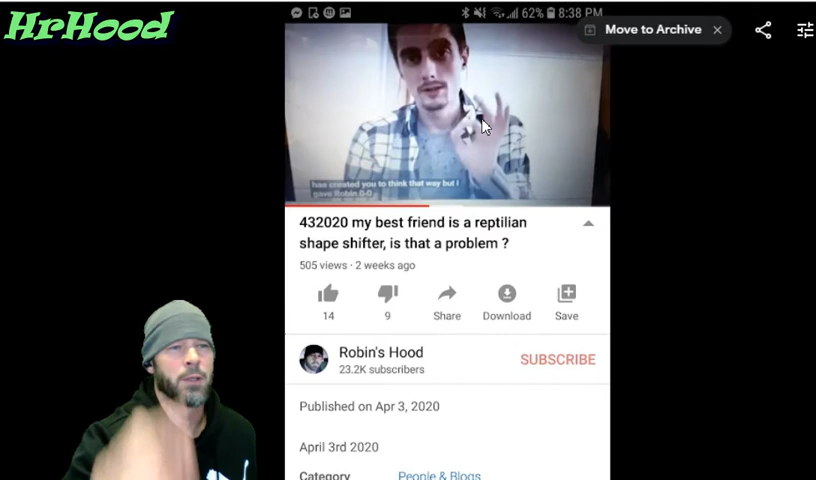 HrHood
62% 8:38 PM
Move to Archive
has created you to think that way but I
gave Robin
432020 my best friend is a reptilian
shape shifter, is that a problem ?
505 views · 2 weeks ago
14
9
Share
Download
Save
Robin's Hood
23.2K subscribers
SUBSCRIBE
Published on Apr 3, 2020
April 3rd 2020
Category
People & Blogs